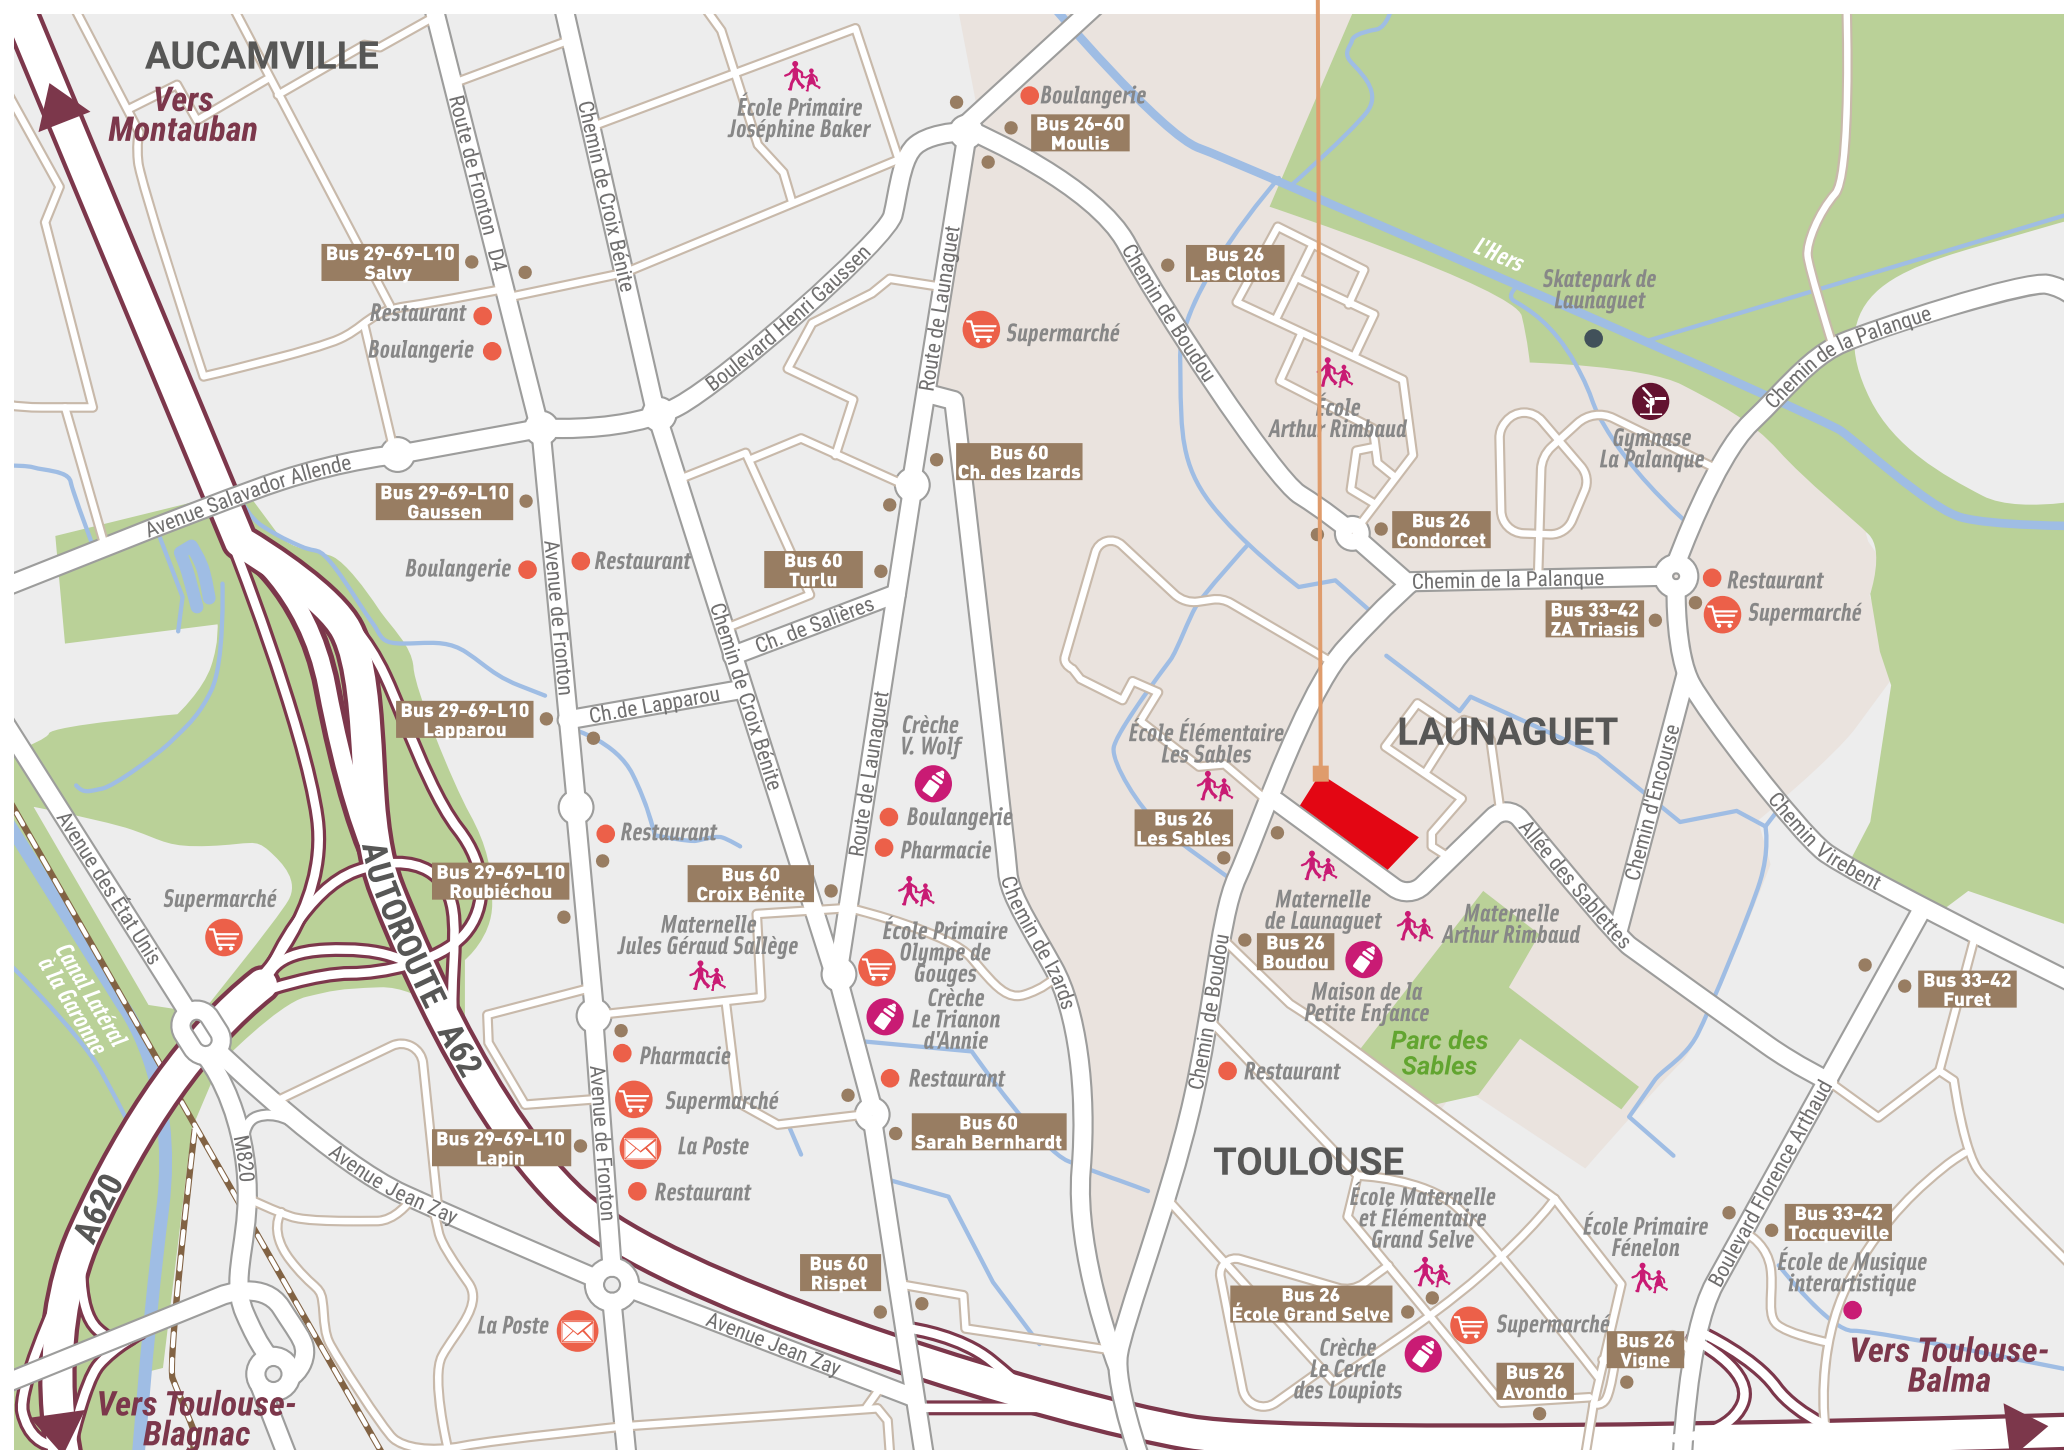 AUCAMVILLE
Vers
Montauban
Route de Fronton D4
Chemin de Croix Bénite
École Primaire
Joséphine Baker
Boulangerie
Bus 26-60
Moulis
Bus 29-69-L10
Salvy
Restaurant
Boulangerie
Boulevard Henri Gaussen
Route de Launaguet
Supermarché
Chemin de Boudou
Bus 26
Las Clotos
L'Hers
Skatepark de
Launaguet
Chemin de la Palanque
École
Arthur Rimbaud
Gymnase
La Palanque
Avenue Salavador Allende
Bus 29-69-L10
Gaussen
Bus 60
Ch. des Izards
Bus 26
Condorcet
Boulangerie
Restaurant
Avenue de Fronton
Bus 60
Turlu
Ch. de Salières
Chemin de la Palanque
Restaurant
Supermarché
Bus 33-42
ZA Triasis
Chemin de Croix Bénite
Ch.de Lapparou
Bus 29-69-L10
Lapparou
Route de Launaguet
Crèche
V. Wolf
École Élémentaire
Les Sables
LAUNAGUET
Chemin d'Encourse
Chemin Virebent
Boulangerie
Pharmacie
Bus 26
Les Sables
Allée des Sablettes
Avenue des État Unis
AUTOROUTE A62
Restaurant
Bus 29-69-L10
Roubiéchou
Bus 60
Croix Bénite
Supermarché
Maternelle
Jules Géraud Sallège
École Primaire
Olympe de
Gouges
Chemin de Izards
Maternelle
de Launaguet
Maternelle
Arthur Rimbaud
Bus 26
Boudou
Chemin de Boudou
Maison de la
Petite Enfance
Bus 33-42
Furet
Canal Latéral
à la Garonne
Crèche
Le Trianon
d'Annie
Parc des
Sables
Pharmacie
Supermarché
Restaurant
Restaurant
Avenue de Fronton
Bus 29-69-L10
Lapin
La Poste
Restaurant
Bus 60
Sarah Bernhardt
M820
Avenue Jean Zay
A620
TOULOUSE
École Maternelle
et Élémentaire
Grand Selve
École Primaire
Fénelon
Boulevard Florence Arthaud
Bus 33-42
Tocqueville
École de Musique
interartistique
Bus 60
Rispet
Bus 26
École Grand Selve
Supermarché
La Poste
Avenue Jean Zay
Crèche
Le Cercle
des Loupiots
Bus 26
Vigne
Bus 26
Avondo
Vers Toulouse-
Balma
Vers Toulouse-
Blagnac